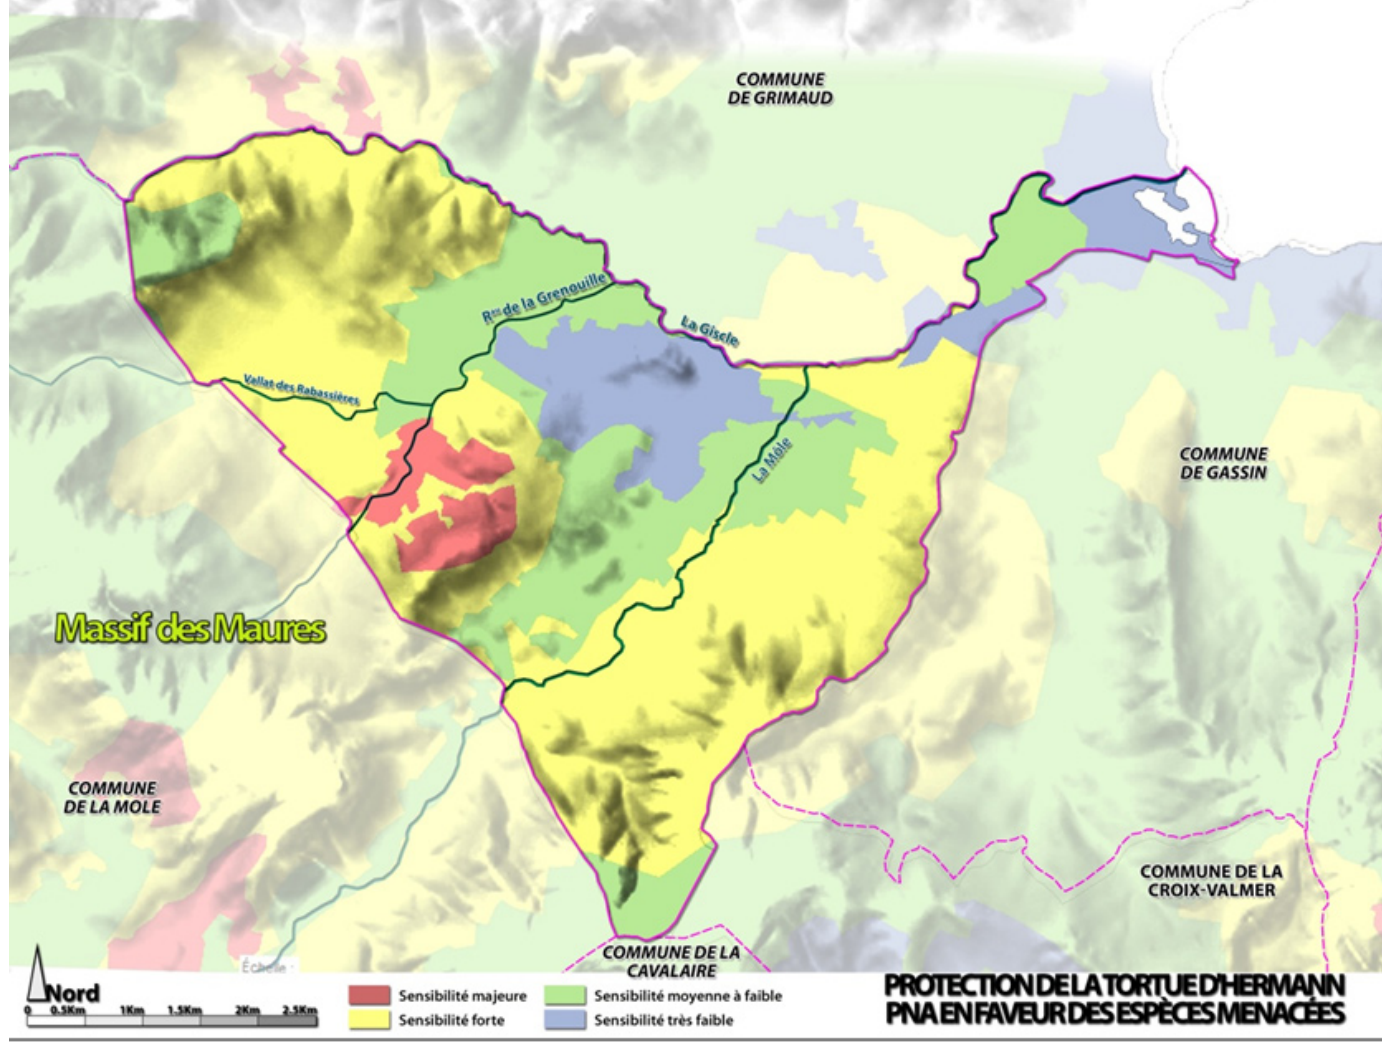 COMMUNE
DE GRIMAUD
Rau de la Grenouille
La Giscle
Vallat des Rabassières
La Môle
COMMUNE
DE GASSIN
Massif des Maures
COMMUNE
DE LA MOLE
COMMUNE DE LA
CROIX-VALMER
COMMUNE DE LA
CAVALAIRE
Échelle -
Nord
0 0.5Km 1Km 1.5Km 2Km 2.5Km
Sensibilité majeure
Sensibilité forte
Sensibilité moyenne à faible
Sensibilité très faible
PROTECTION DE LA TORTUE D'HERMANN
PNA EN FAVEUR DES ESPÈCES MENACÉES